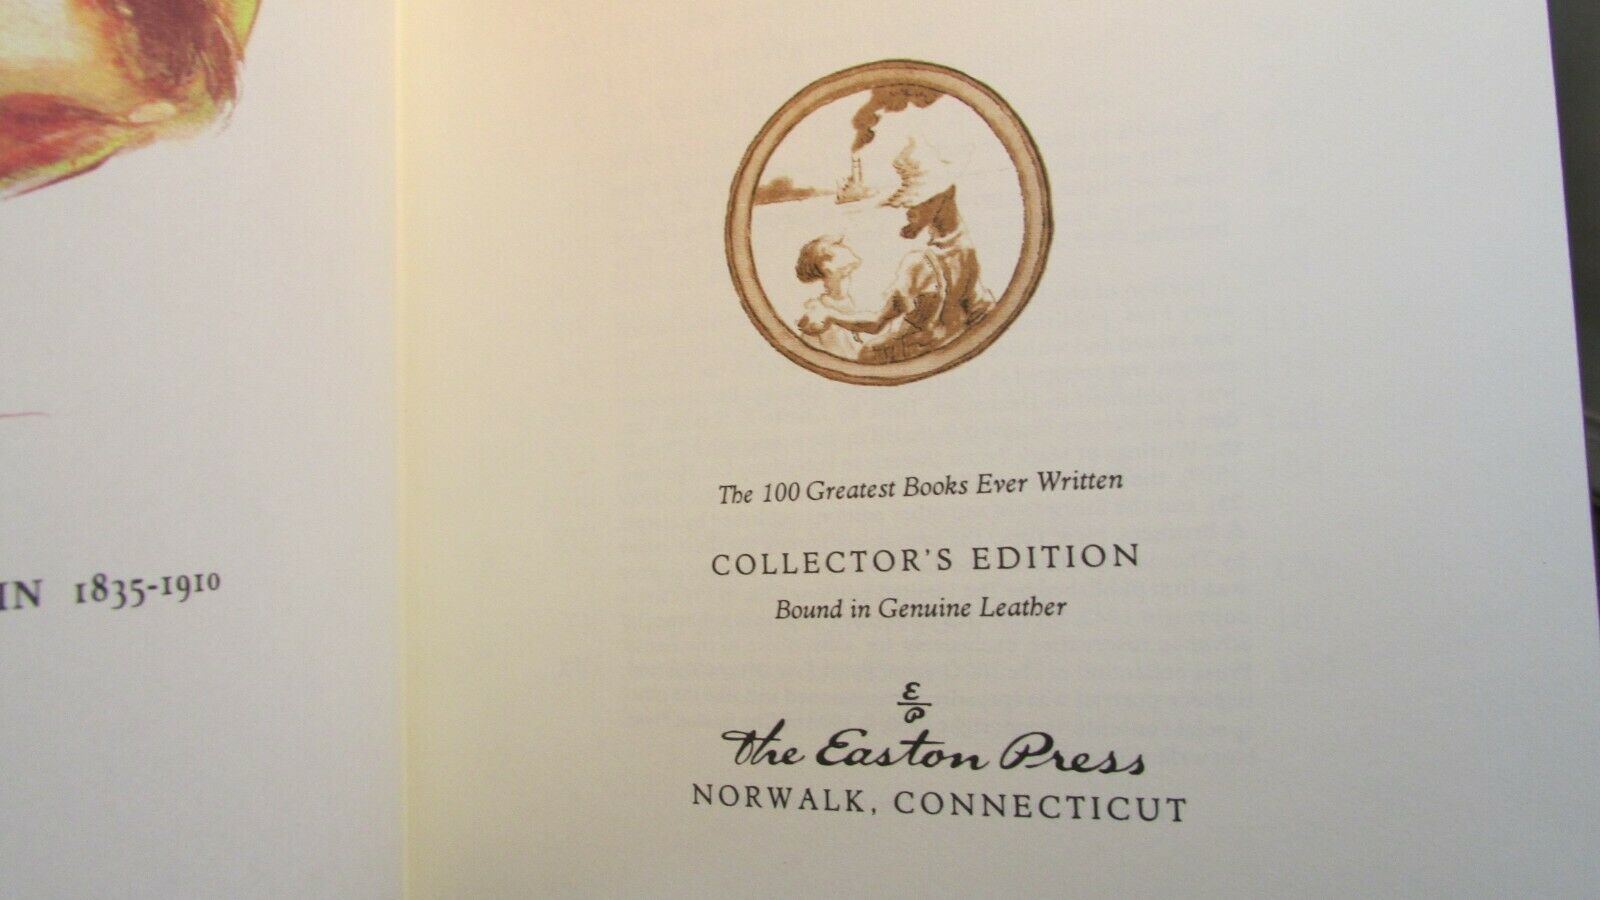 IN 1835-1910
The 100 Greatest Books Ever Written
COLLECTOR'S EDITION
Bound in Genuine Leather
E
P
The Easton Press
NORWALK, CONNECTICUT